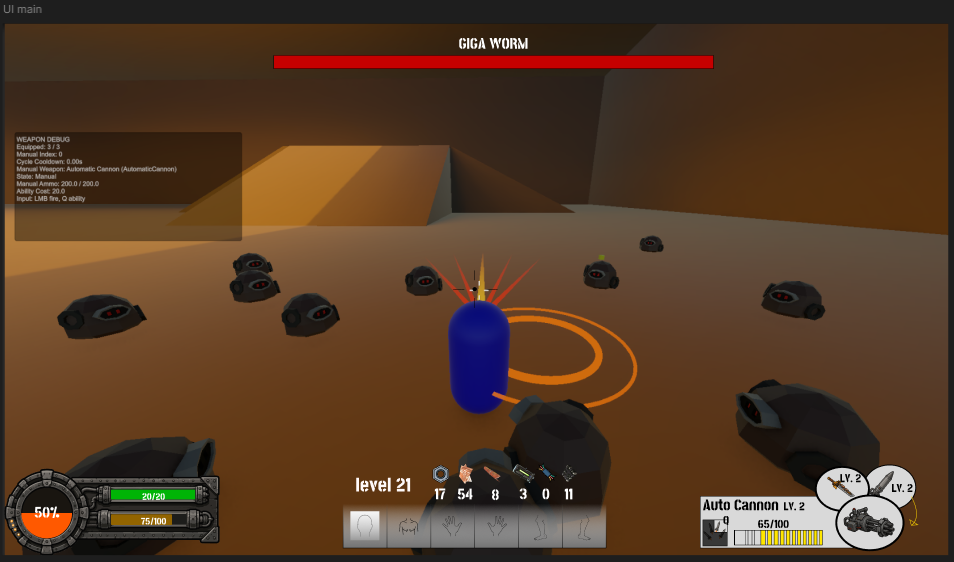 UI main
GIGA WORM
WEAPON DEBUG
Equipped: 3 / 3
Manual Index: 0
Cycle Cooldown: 0.00s
Manual Weapon: Automatic Cannon (AutomaticCannon)
State: Manual
Manual Ammo: 200.0 / 200.0
Ability Cost: 20.0
Input: LMB fire, Q ability
50%
20/20
75/100
level 21
17 54 8 3 0 11
LV. 2
LV. 2
Auto Cannon LV. 2
Q
65/100